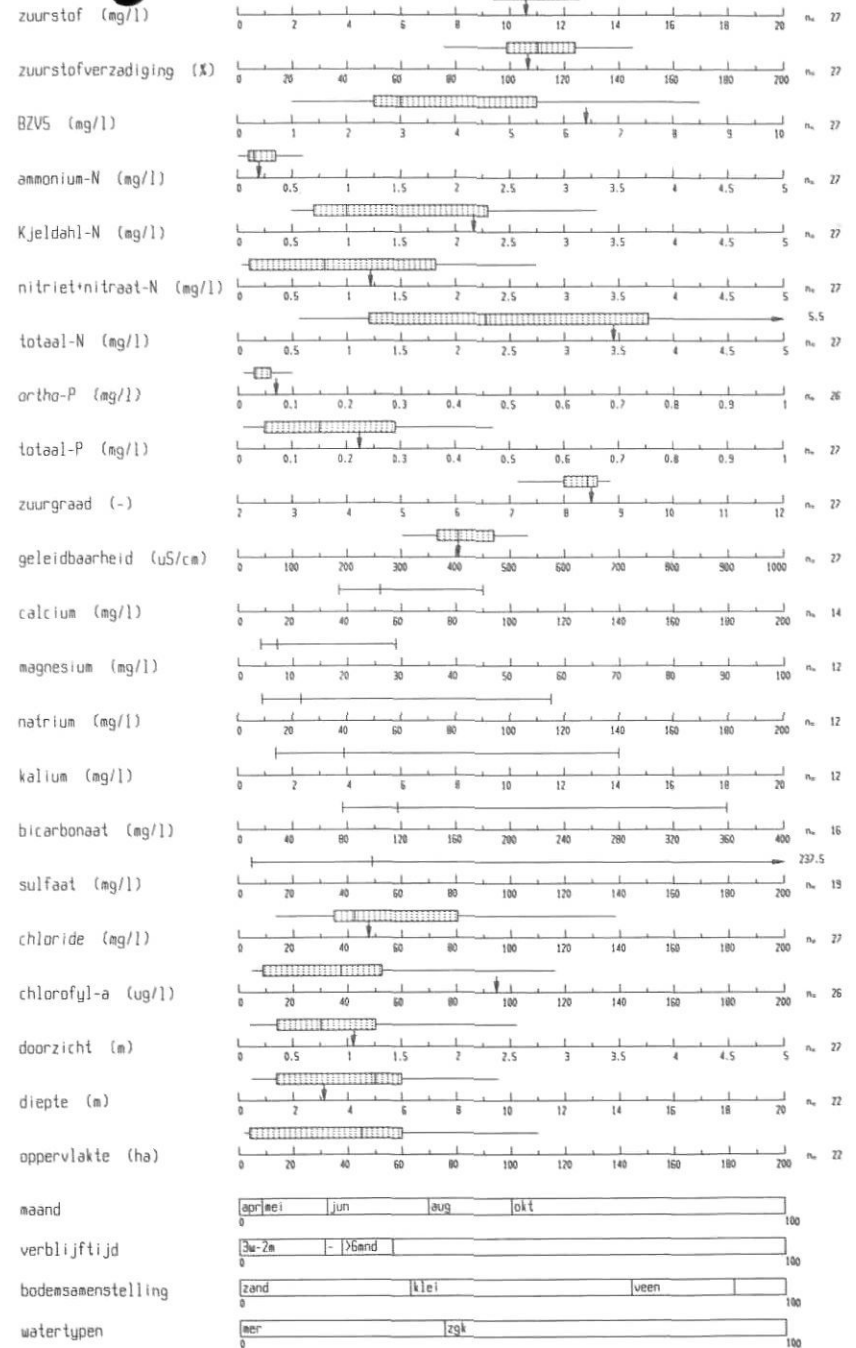 zuurstof (mg/l) 0 2 4 6 8 10 12 14 16 18 20 n= 27
zuurstofverzadiging (%) 0 20 40 60 80 100 120 140 160 180 200 n= 27
BZV5 (mg/l) 0 1 2 3 4 5 6 7 8 9 10 n= 27
ammonium-N (mg/l) 0 0.5 1 1.5 2 2.5 3 3.5 4 4.5 5 n= 27
Kjeldahl-N (mg/l) 0 0.5 1 1.5 2 2.5 3 3.5 4 4.5 5 n= 27
nitriet+nitraat-N (mg/l) 0 0.5 1 1.5 2 2.5 3 3.5 4 4.5 5 n= 27
5.5
totaal-N (mg/l) 0 0.5 1 1.5 2 2.5 3 3.5 4 4.5 5 n= 27
ortho-P (mg/l) 0 0.1 0.2 0.3 0.4 0.5 0.6 0.7 0.8 0.9 1 n= 26
totaal-P (mg/l) 0 0.1 0.2 0.3 0.4 0.5 0.6 0.7 0.8 0.9 1 n= 27
zuurgraad (-) 2 3 4 5 6 7 8 9 10 11 12 n= 27
geleidbaarheid (uS/cm) 0 100 200 300 400 500 600 700 800 900 1000 n= 27
calcium (mg/l) 0 20 40 60 80 100 120 140 160 180 200 n= 14
magnesium (mg/l) 0 10 20 30 40 50 60 70 80 90 100 n= 12
natrium (mg/l) 0 20 40 60 80 100 120 140 160 180 200 n= 12
kalium (mg/l) 0 2 4 6 8 10 12 14 16 18 20 n= 12
bicarbonaat (mg/l) 0 40 80 120 160 200 240 280 320 360 400 n= 16
237.5
sulfaat (mg/l) 0 20 40 60 80 100 120 140 160 180 200 n= 19
chloride (mg/l) 0 20 40 60 80 100 120 140 160 180 200 n= 27
chlorofyl-a (ug/l) 0 20 40 60 80 100 120 140 160 180 200 n= 26
doorzicht (m) 0 0.5 1 1.5 2 2.5 3 3.5 4 4.5 5 n= 27
diepte (m) 0 2 4 6 8 10 12 14 16 18 20 n= 22
oppervlakte (ha) 0 20 40 60 80 100 120 140 160 180 200 n= 22
maand apr mei jun aug okt
0 100
verblijftijd 3w-2m - >6mnd
0 100
bodemsamenstelling zand klei veen
0 100
watertypen mer zgk
0 100